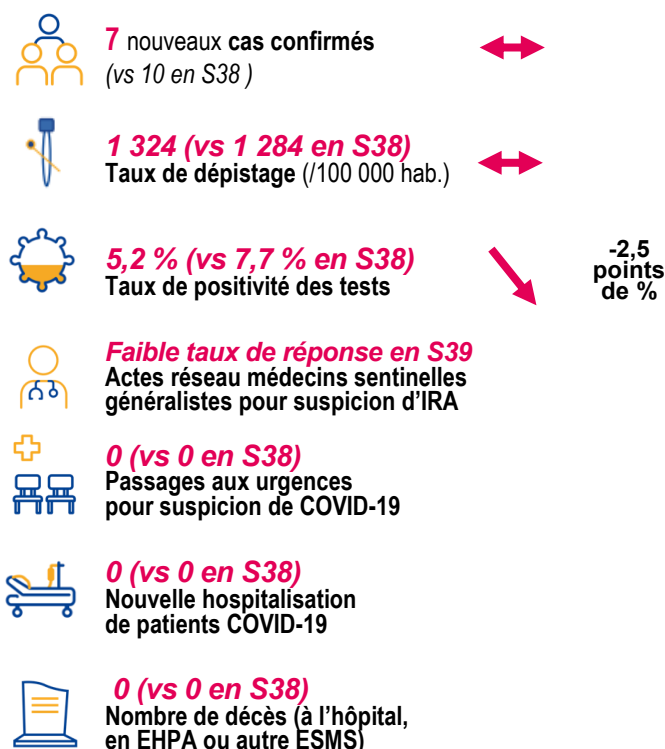 7 nouveaux cas confirmés
(vs 10 en S38 )
1 324 (vs 1 284 en S38)
Taux de dépistage (/100 000 hab.)
5,2 % (vs 7,7 % en S38)
Taux de positivité des tests
-2,5
points
de %
Faible taux de réponse en S39
Actes réseau médecins sentinelles
généralistes pour suspicion d'IRA
0 (vs 0 en S38)
Passages aux urgences
pour suspicion de COVID-19
0 (vs 0 en S38)
Nouvelle hospitalisation
de patients COVID-19
0 (vs 0 en S38)
Nombre de décès (à l'hôpital,
en EHPA ou autre ESMS)